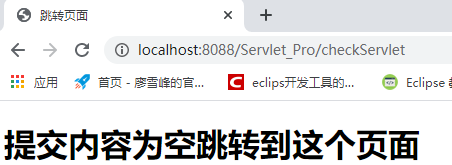 跳转页面
localhost:8088/Servlet_Pro/checkServlet
应用 首页 - 廖雪峰的官... eclips开发工具的... Eclipse
提交内容为空跳转到这个页面